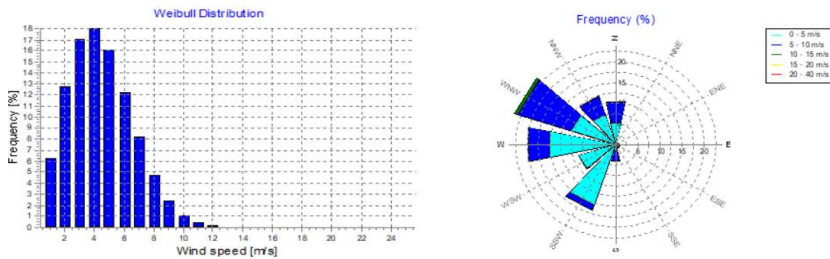 Weibull Distribution
Frequency [%]
18
17
16
15
14
13
12
11
10
9
8
7
6
5
4
3
2
1
0
2 4 6 8 10 12 14 16 18 20 22 24
Wind speed [m/s]
Frequency (%)
N
NNW
NNE
WNW
ENE
W
E
WSW
ESE
SSW
SSE
20
15
5 10 15 20
0 - 5 m/s
5 - 10 m/s
10 - 15 m/s
15 - 20 m/s
20 - 40 m/s